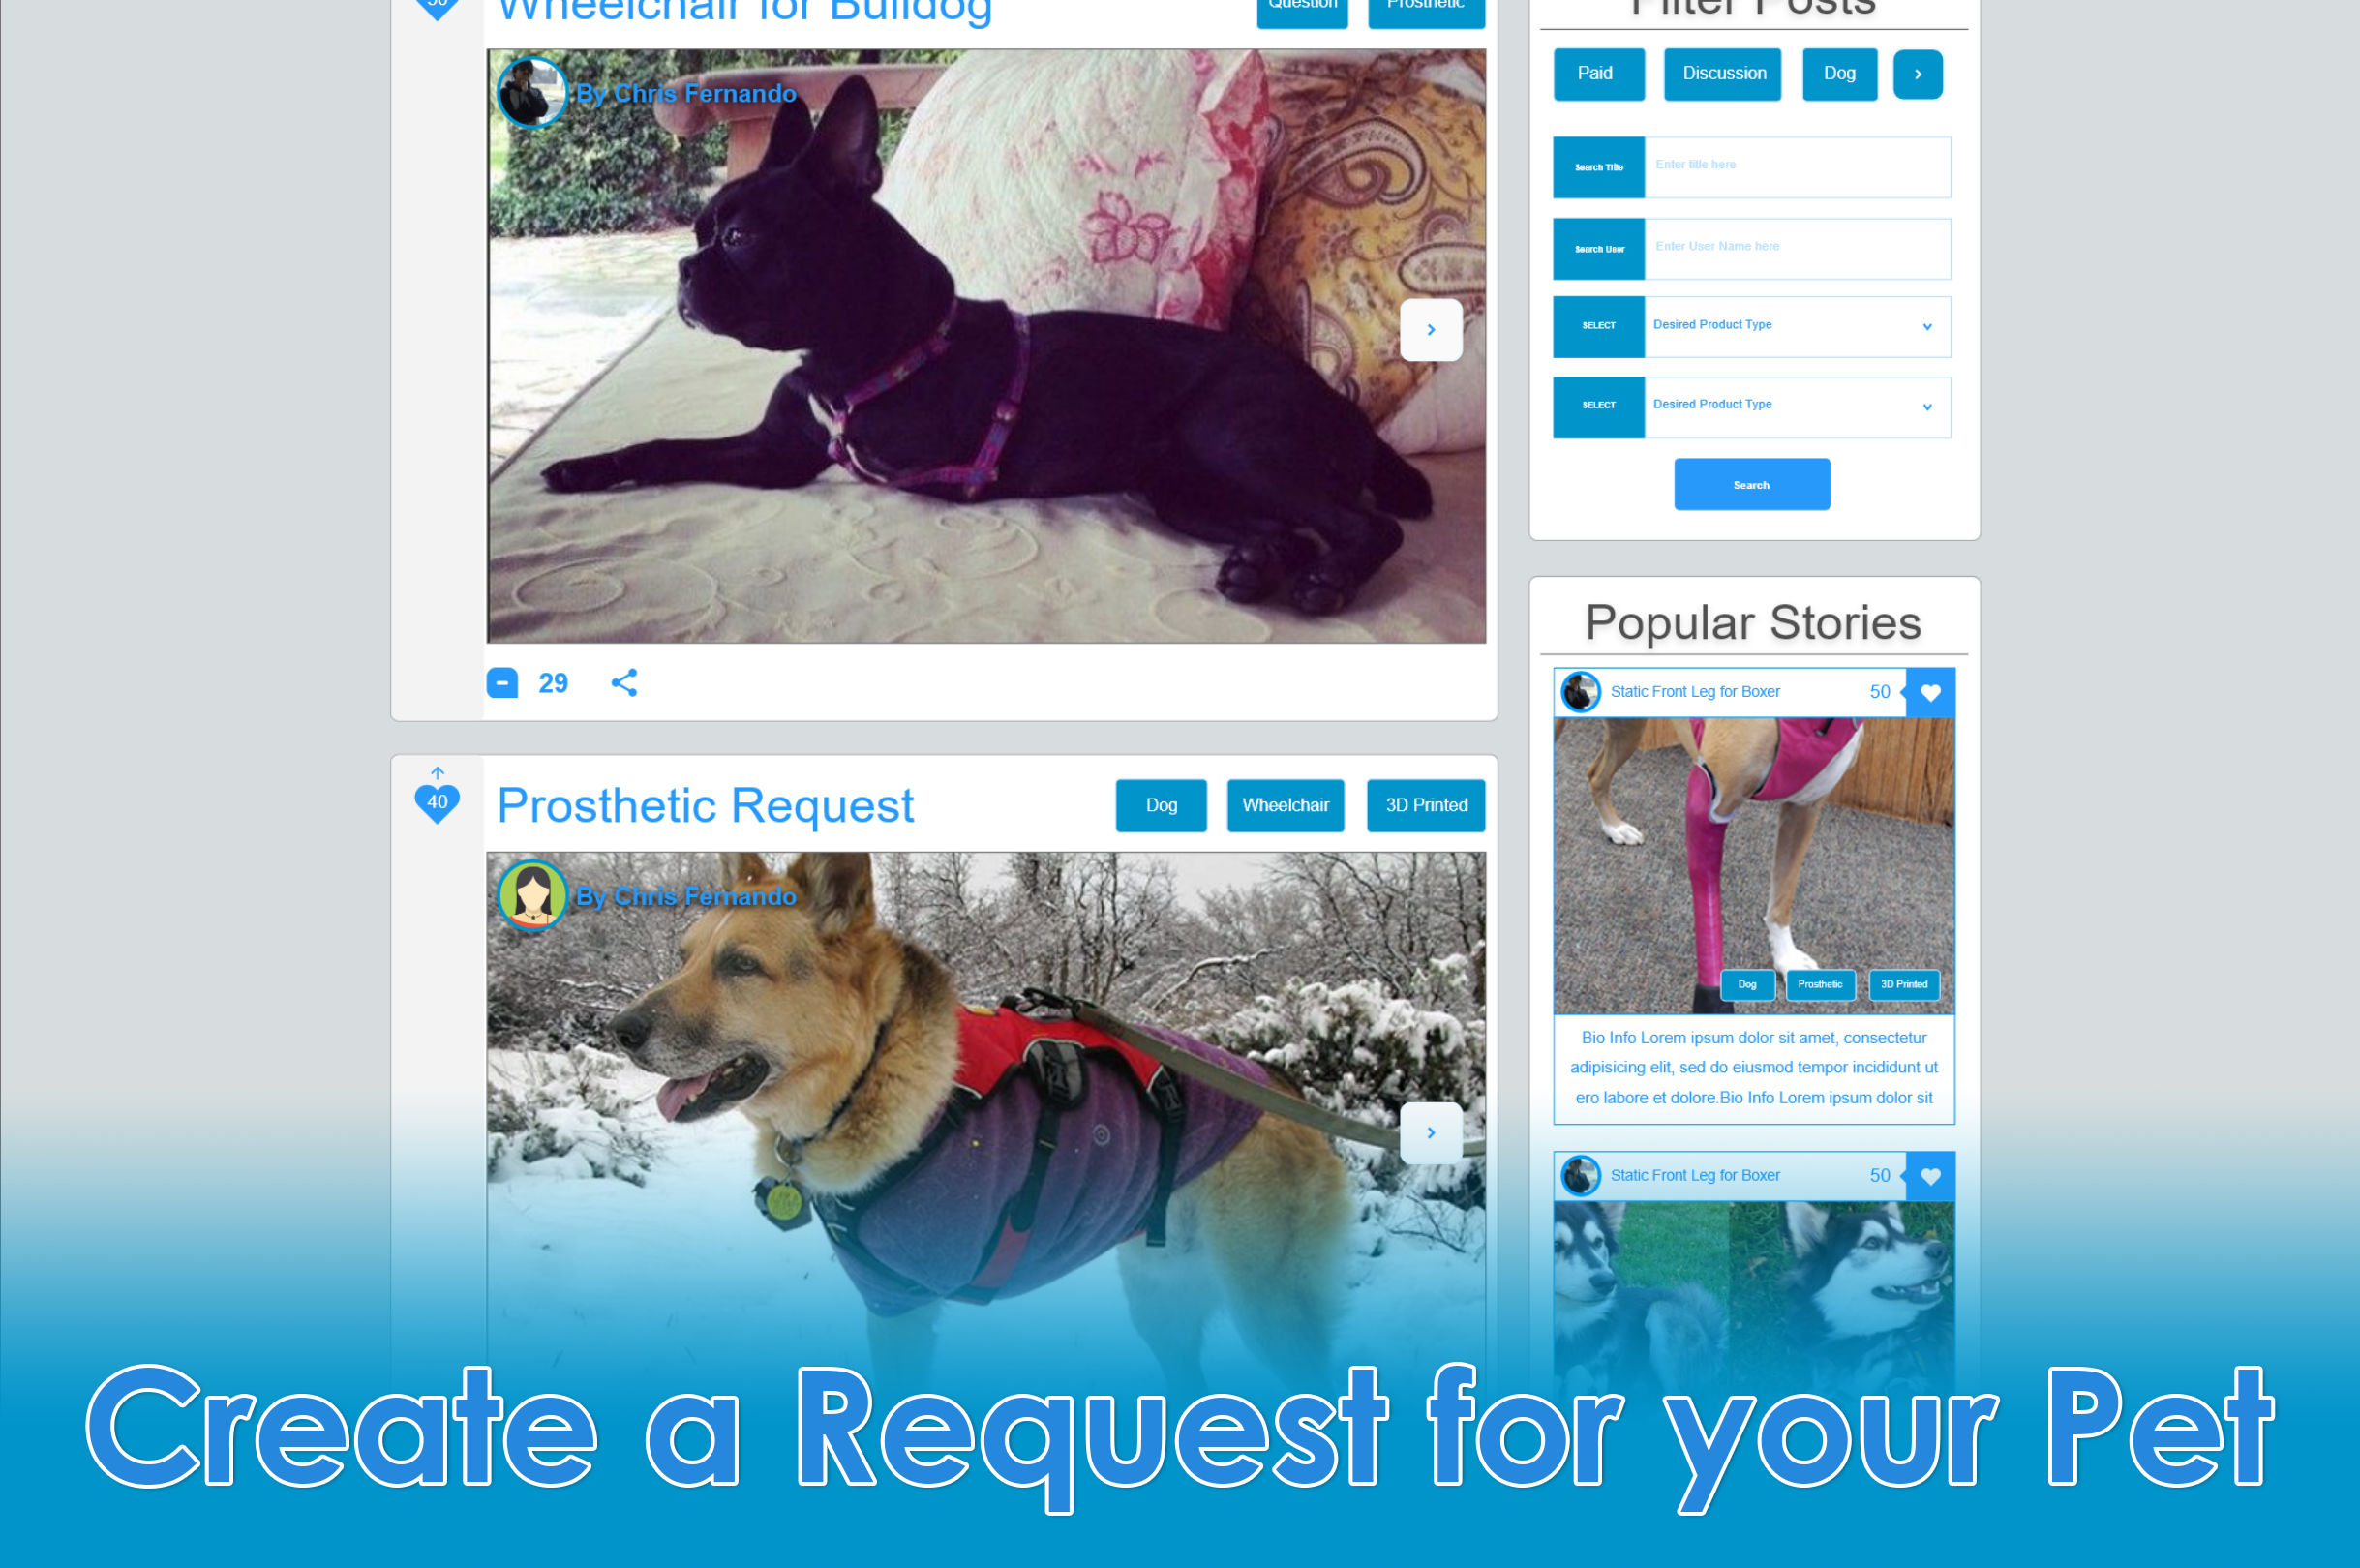 50
Wheelchair for Bulldog
Question
Prosthetic
By Chris Fernando
29
40
Prosthetic Request
Dog
Wheelchair
3D Printed
By Chris Fernando
Filter Posts
Paid
Discussion
Dog
Search Title
Enter title here
Search User
Enter User Name here
SELECT
Desired Product Type
SELECT
Desired Product Type
Search
Popular Stories
Static Front Leg for Boxer
50
Dog
Prosthetic
3D Printed
Bio Info Lorem ipsum dolor sit amet, consectetur
adipisicing elit, sed do eiusmod tempor incididunt ut
ero labore et dolore.Bio Info Lorem ipsum dolor sit
Static Front Leg for Boxer
50
Create a Request for your Pet